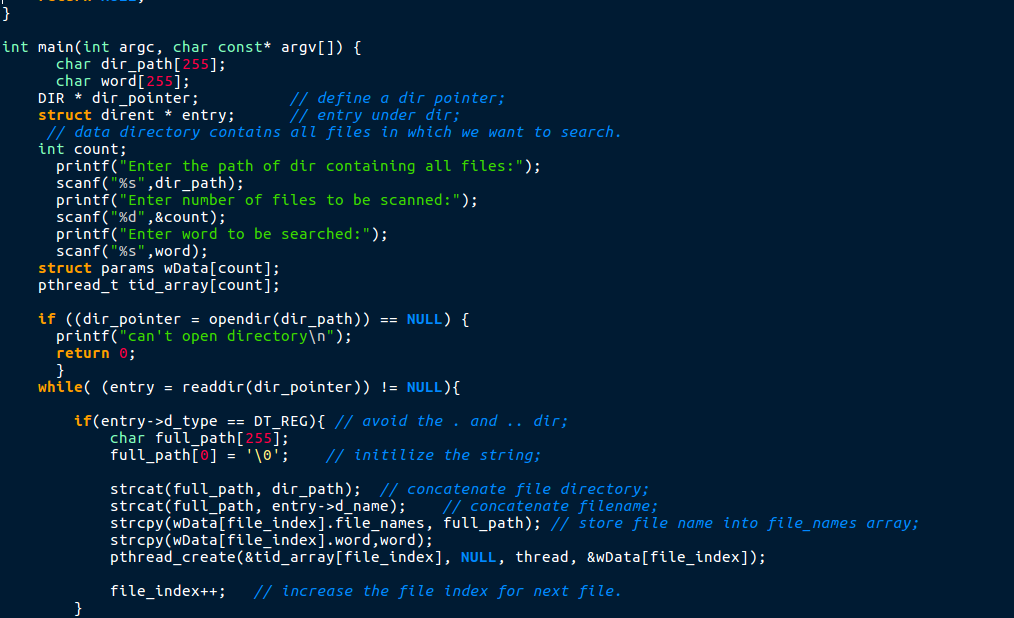 return NULL;
}
int main(int argc, char const* argv[]) {
char dir_path[255];
char word[255];
DIR * dir_pointer; // define a dir pointer;
struct dirent * entry; // entry under dir;
// data directory contains all files in which we want to search.
int count;
printf("Enter the path of dir containing all files:");
scanf("%s",dir_path);
printf("Enter number of files to be scanned:");
scanf("%d",&count);
printf("Enter word to be searched:");
scanf("%s",word);
struct params wData[count];
pthread_t tid_array[count];
if ((dir_pointer = opendir(dir_path)) == NULL) {
printf("can't open directory\n");
return 0;
}
while( (entry = readdir(dir_pointer)) != NULL){
if(entry->d_type == DT_REG){ // avoid the . and .. dir;
char full_path[255];
full_path[0] = '\0'; // initilize the string;
strcat(full_path, dir_path); // concatenate file directory;
strcat(full_path, entry->d_name); // concatenate filename;
strcpy(wData[file_index].file_names, full_path); // store file name into file_names array;
strcpy(wData[file_index].word,word);
pthread_create(&tid_array[file_index], NULL, thread, &wData[file_index]);
file_index++; // increase the file index for next file.
}